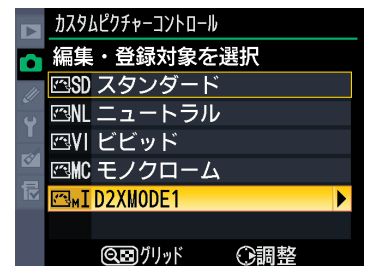 カスタムピクチャーコントロール
編集・登録対象を選択
SD スタンダード
NL ニュートラル
VI ビビッド
MC モノクローム
MI D2XMODE1
グリッド 調整